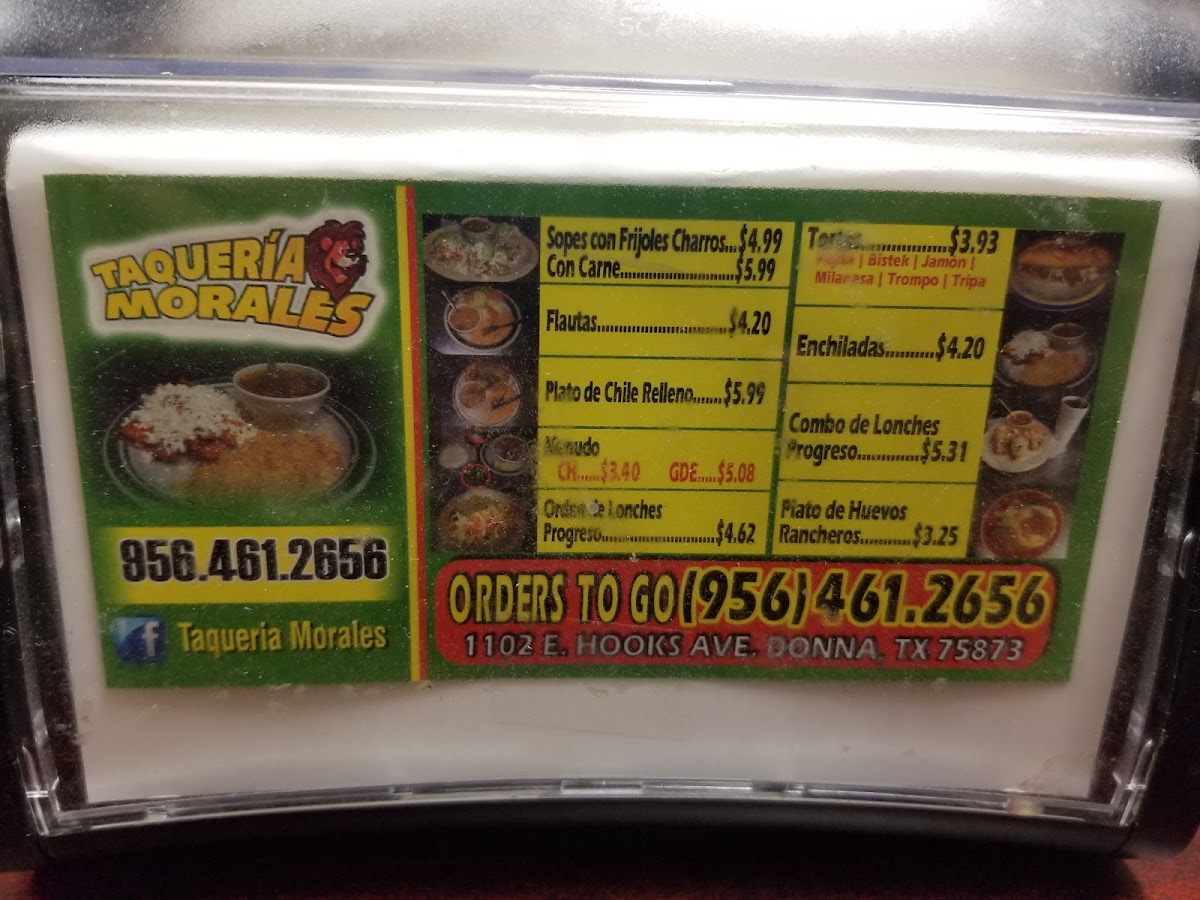 TAQUERÍA
MORALES
956.461.2656
f Taqueria Morales
Sopes con Frijoles Charros...$4.99
Con Carne......................$5.99
Flautas............................$4.20
Plato de Chile Relleno.......$5.99
Menudo
CH......$3.40 GDE.....$5.08
Orden de Lonches
Progreso........................$4.62
Tortas..................$3.93
| Bistek | Jamón |
Milanesa | Trompo | Tripa
Enchiladas...........$4.20
Combo de Lonches
Progreso.............$5.31
Plato de Huevos
Rancheros...........$3.25
ORDERS TO GO (956) 461.2656
1102 E. HOOKS AVE. DONNA, TX 75873